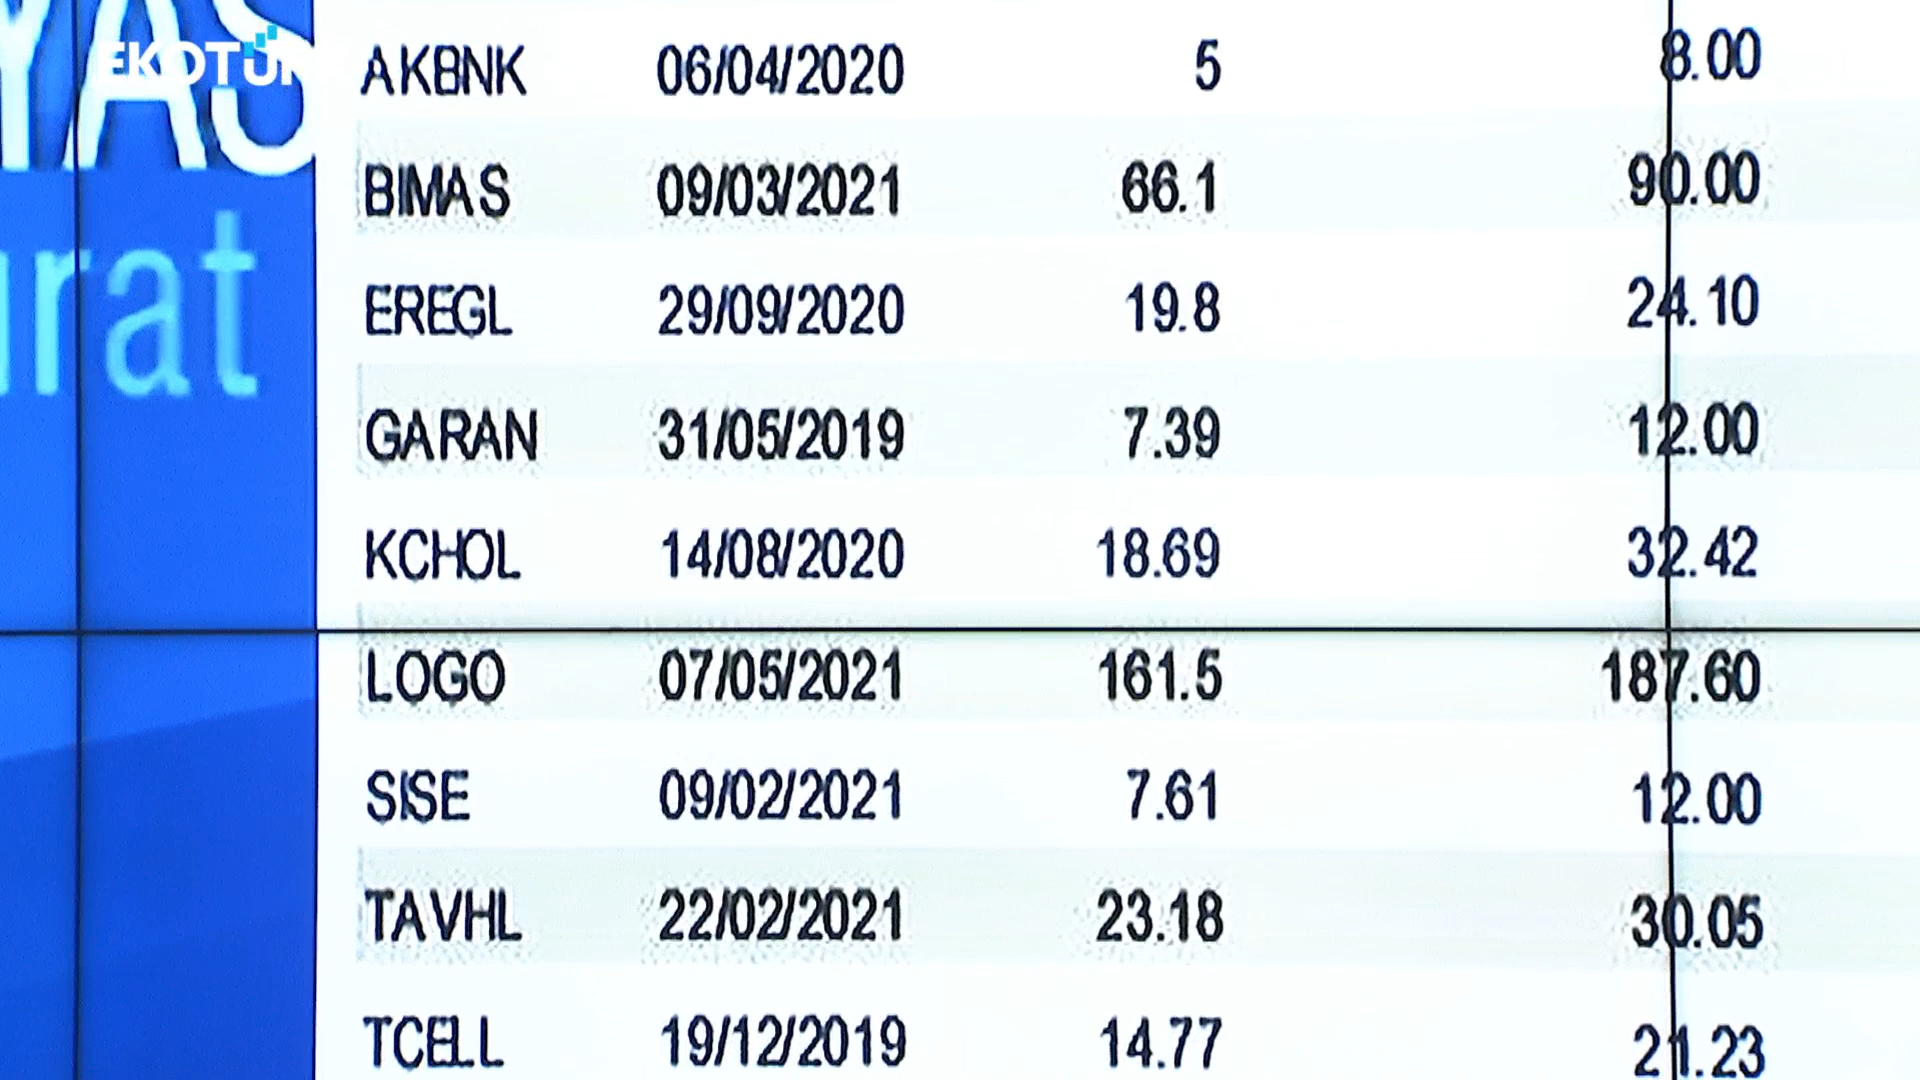 EKOTÜR
YAS
urat
AKBNK 06/04/2020 5 8.00
BIMAS 09/03/2021 66.1 90.00
EREGL 29/09/2020 19.8 24.10
GARAN 31/05/2019 7.39 12.00
KCHOL 14/08/2020 18.69 32.42
LOGO 07/05/2021 161.5 187.60
SISE 09/02/2021 7.61 12.00
TAVHL 22/02/2021 23.18 30.05
TCELL 19/12/2019 14.77 21.23